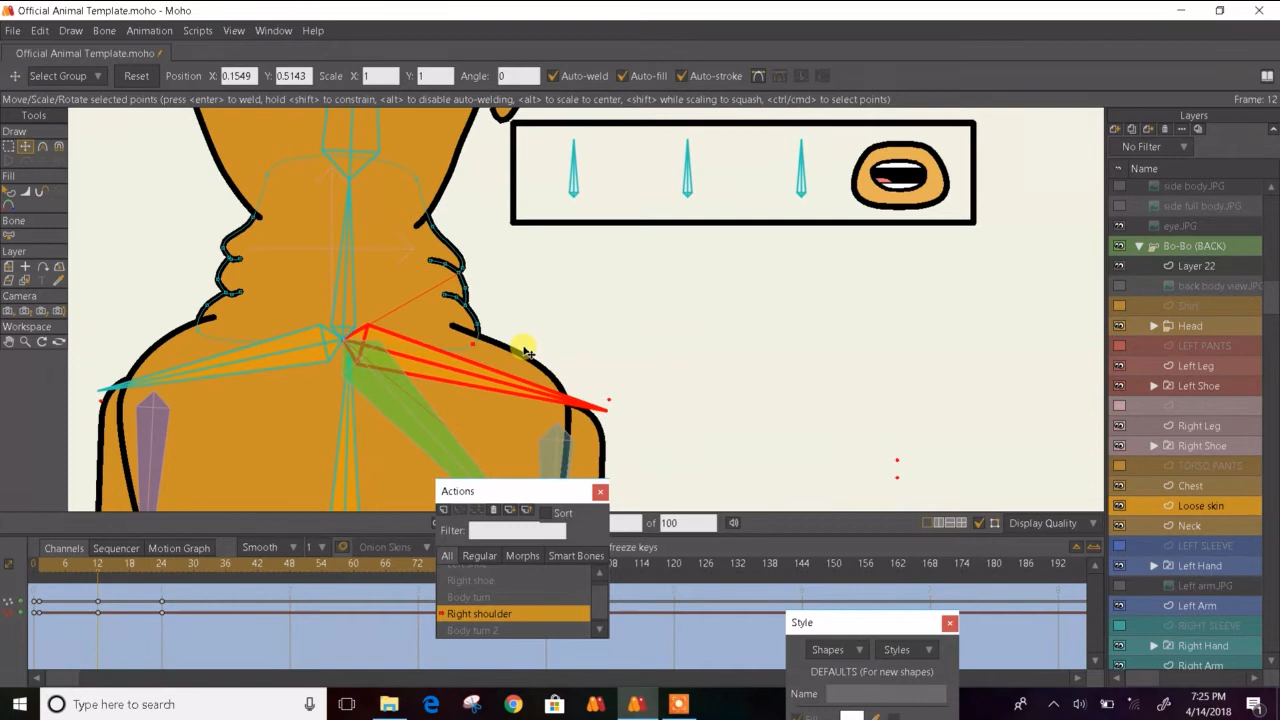 Official Animal Template.moho - Moho
File Edit Draw Bone Animation Scripts View Window Help
Official Animal Template.moho
Select Group Reset Position X: 0.1549 Y: 0.5143 Scale X: 1 Y: 1 Angle: 0 Auto-weld Auto-fill Auto-stroke
Move/Scale/Rotate selected points (press <enter> to weld, hold <shift> to constrain, <alt> to disable auto-welding, <alt> to scale to center, <shift> while scaling to squash, <ctrl/cmd> to select points) Frame: 12
Tools
Draw
Fill
Bone
Layer
Camera
Workspace
Layers
No Filter
Name
side body.JPG
side full body.JPG
eye.JPG
Bo-Bo (BACK)
Layer 22
back body view.JPG
Shirt
Head
LEFT PANTS
Left Leg
Left Shoe
Right Leg
Right Shoe
TORSO PANTS
Chest
Loose skin
Neck
LEFT SLEEVE
Left Hand
Left arm.JPG
Left Arm
RIGHT SLEEVE
Right Hand
Right Arm
Actions
Sort
Filter:
All Regular Morphs Smart Bones
Right shoe
Body turn
Right shoulder
Body turn 2
of 100 Display Quality
Channels Sequencer Motion Graph Smooth 1 Onion Skins freeze keys
0 6 12 18 24 30 36 42 48 54 60 66 72 108 114 120 126 132 138 144 150 156 162 168 174 180 186 192
Style
Shapes Styles
DEFAULTS (For new shapes)
Name
Fill
Type here to search
7:25 PM
4/14/2018